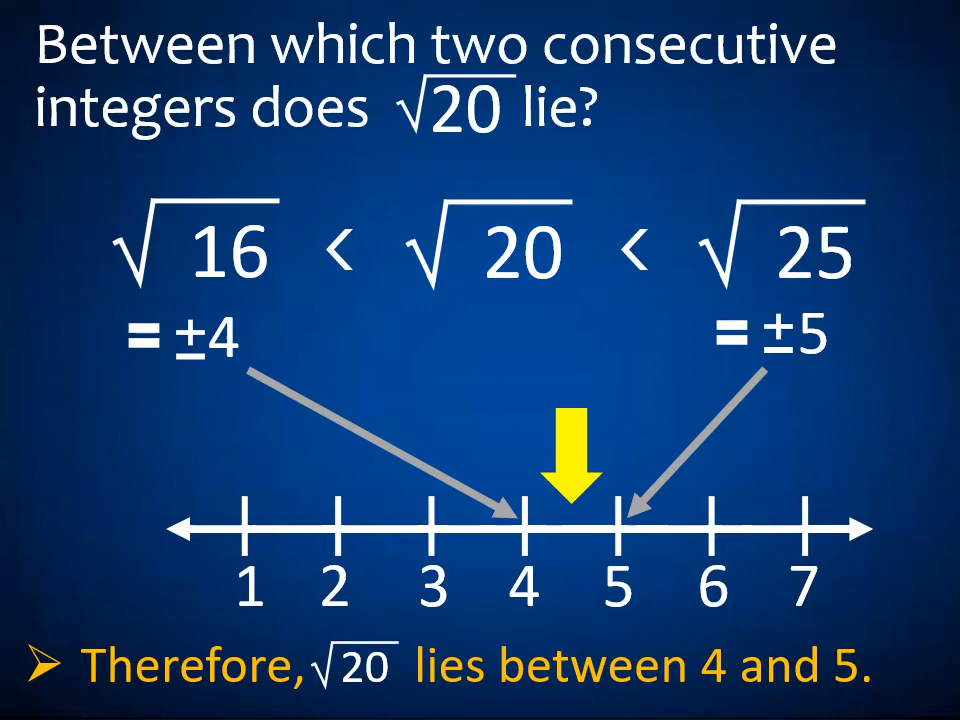 Between which two consecutive
integers does √20 lie?
√16 < √20 < √25
= ±4 = ±5
1 2 3 4 5 6 7
➢ Therefore, √20 lies between 4 and 5.